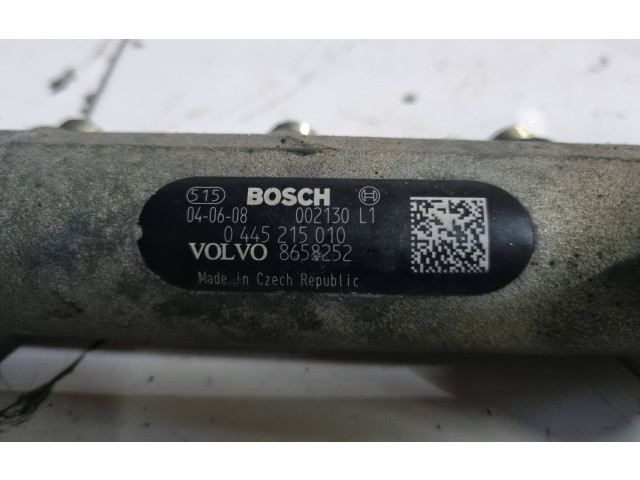 515 BOSCH
04-06-08 002130 L1
0 445 215 010
VOLVO 8658252
Made in Czech Republic